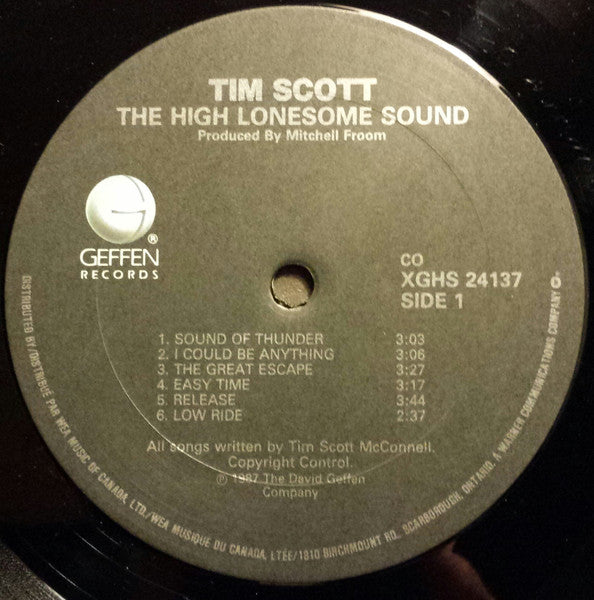 TIM SCOTT
THE HIGH LONESOME SOUND
Produced By Mitchell Froom
®
GEFFEN
RECORDS
CO
XGHS 24137
SIDE 1
1. SOUND OF THUNDER 3:03
2. I COULD BE ANYTHING 3:06
3. THE GREAT ESCAPE 3:27
4. EASY TIME 3:17
5. RELEASE 3:44
6. LOW RIDE 2:37
All songs written by Tim Scott McConnell.
Copyright Control.
℗ 1987 The David Geffen
Company
DISTRIBUTED BY/DISTRIBUÉ PAR WEA MUSIC OF CANADA, LTD./WEA MUSIQUE DU CANADA, LTÉE/1810 BIRCHMOUNT RD., SCARBOROUGH, ONTARIO. A WARNER COMMUNICATIONS COMPANY